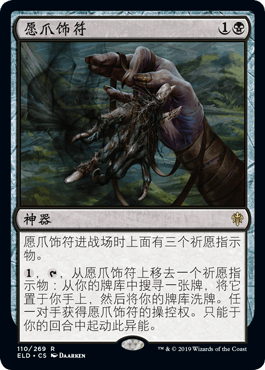 愿爪饰符 1
神器
愿爪饰符进战场时上面有三个祈愿指示
物。
1，，从愿爪饰符上移去一个祈愿指示
物：从你的牌库中搜寻一张牌，将它
置于你手上，然后将你的牌库洗牌。任
一对手获得愿爪饰符的操控权。只能于
你的回合中起动此异能。
110/269 R
ELD • CS DAARKEN
™ & © 2019 Wizards of the Coast